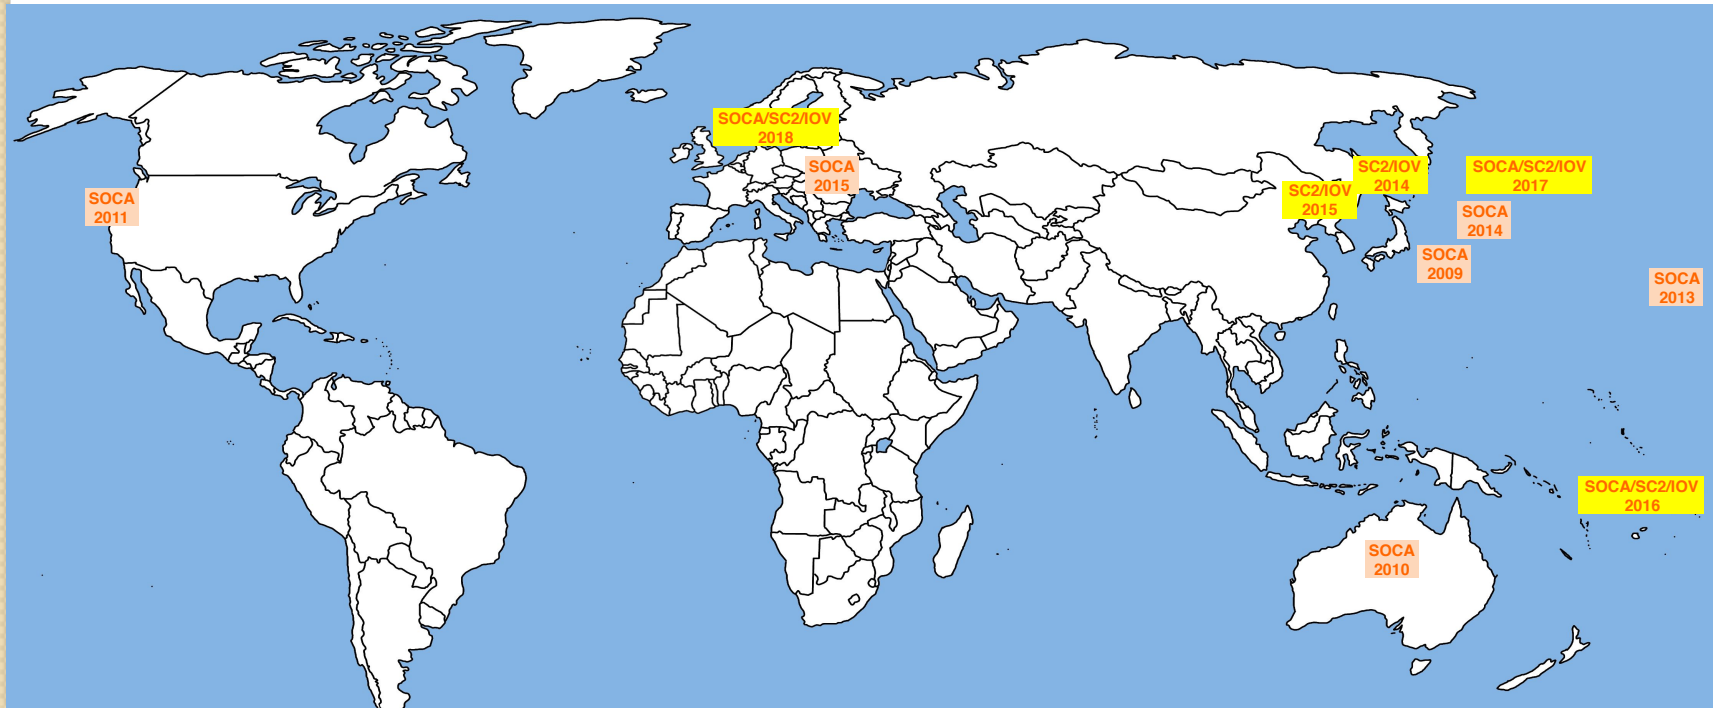 SOCA/SC2/IOV
2018
SOCA
2015
SOCA
2011
SC2/IOV
2014
SC2/IOV
2015
SOCA/SC2/IOV
2017
SOCA
2014
SOCA
2009
SOCA
2013
SOCA/SC2/IOV
2016
SOCA
2010